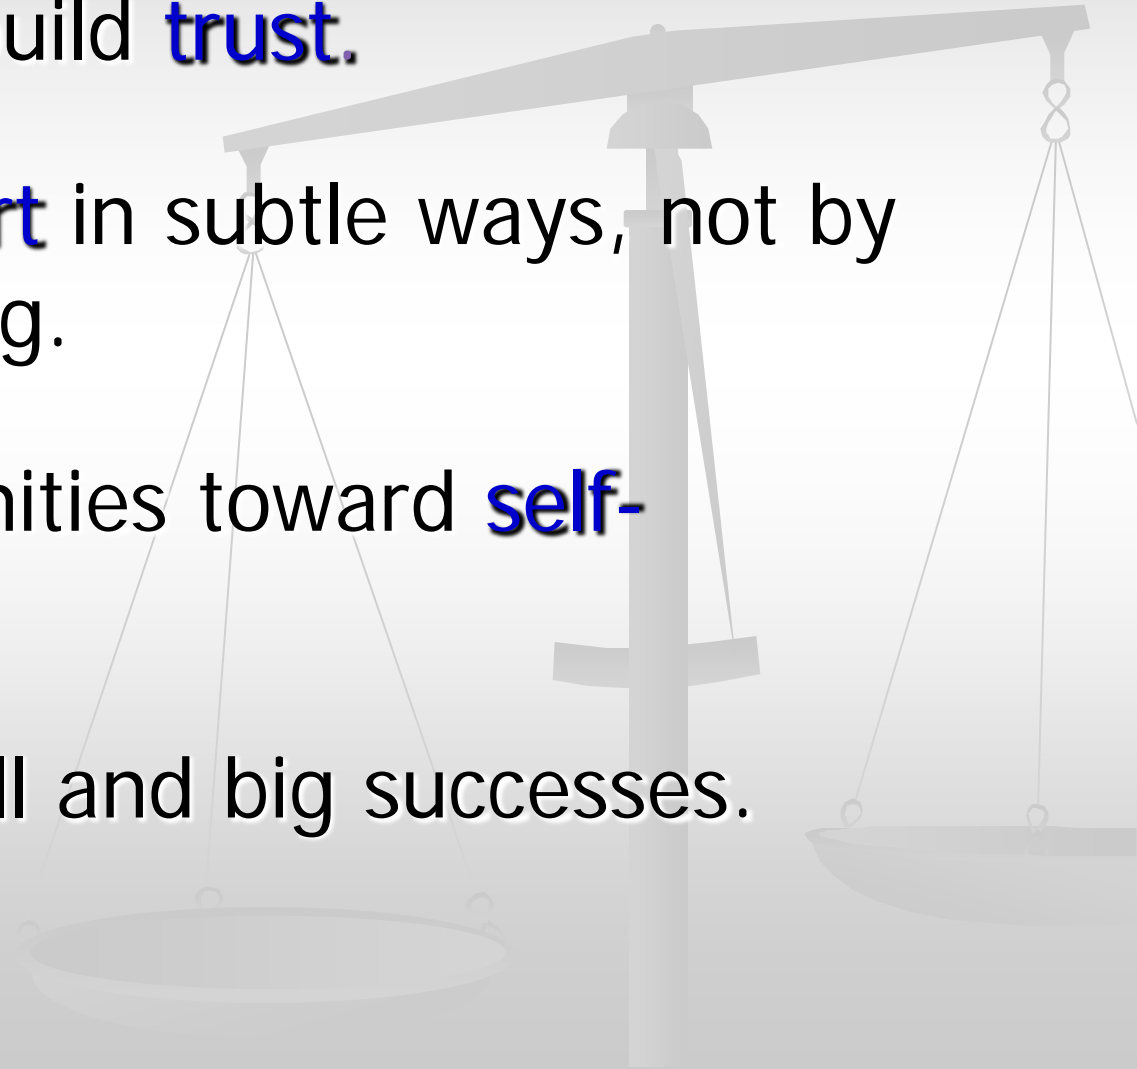 uild trust.
rt in subtle ways, not by
g.
nities toward self-
ll and big successes.